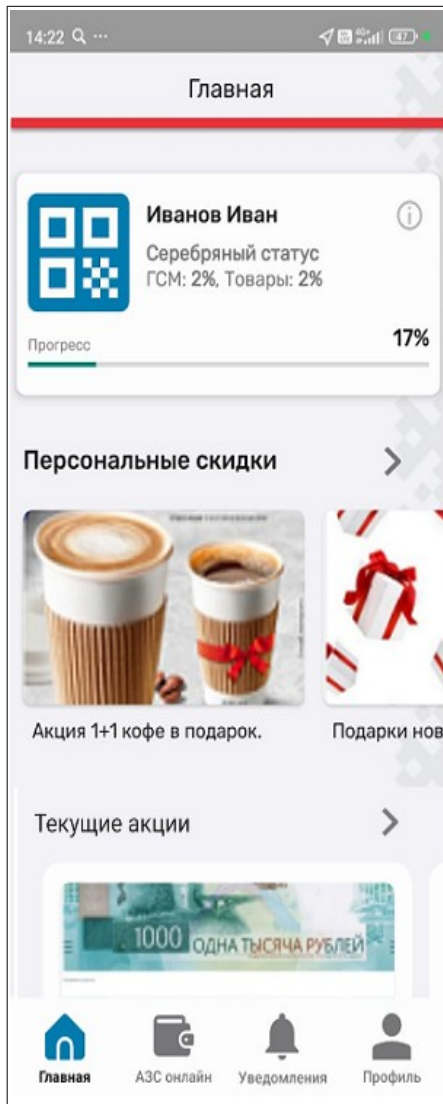 14:22
47
Главная
Иванов Иван
Серебряный статус
ГСМ: 2%, Товары: 2%
Прогресс
17%
Персональные скидки
Акция 1+1 кофе в подарок.
Подарки нов
Текущие акции
1000 ОДНА ТЫСЯЧА РУБЛЕЙ
Главная
АЗС онлайн
Уведомления
Профиль